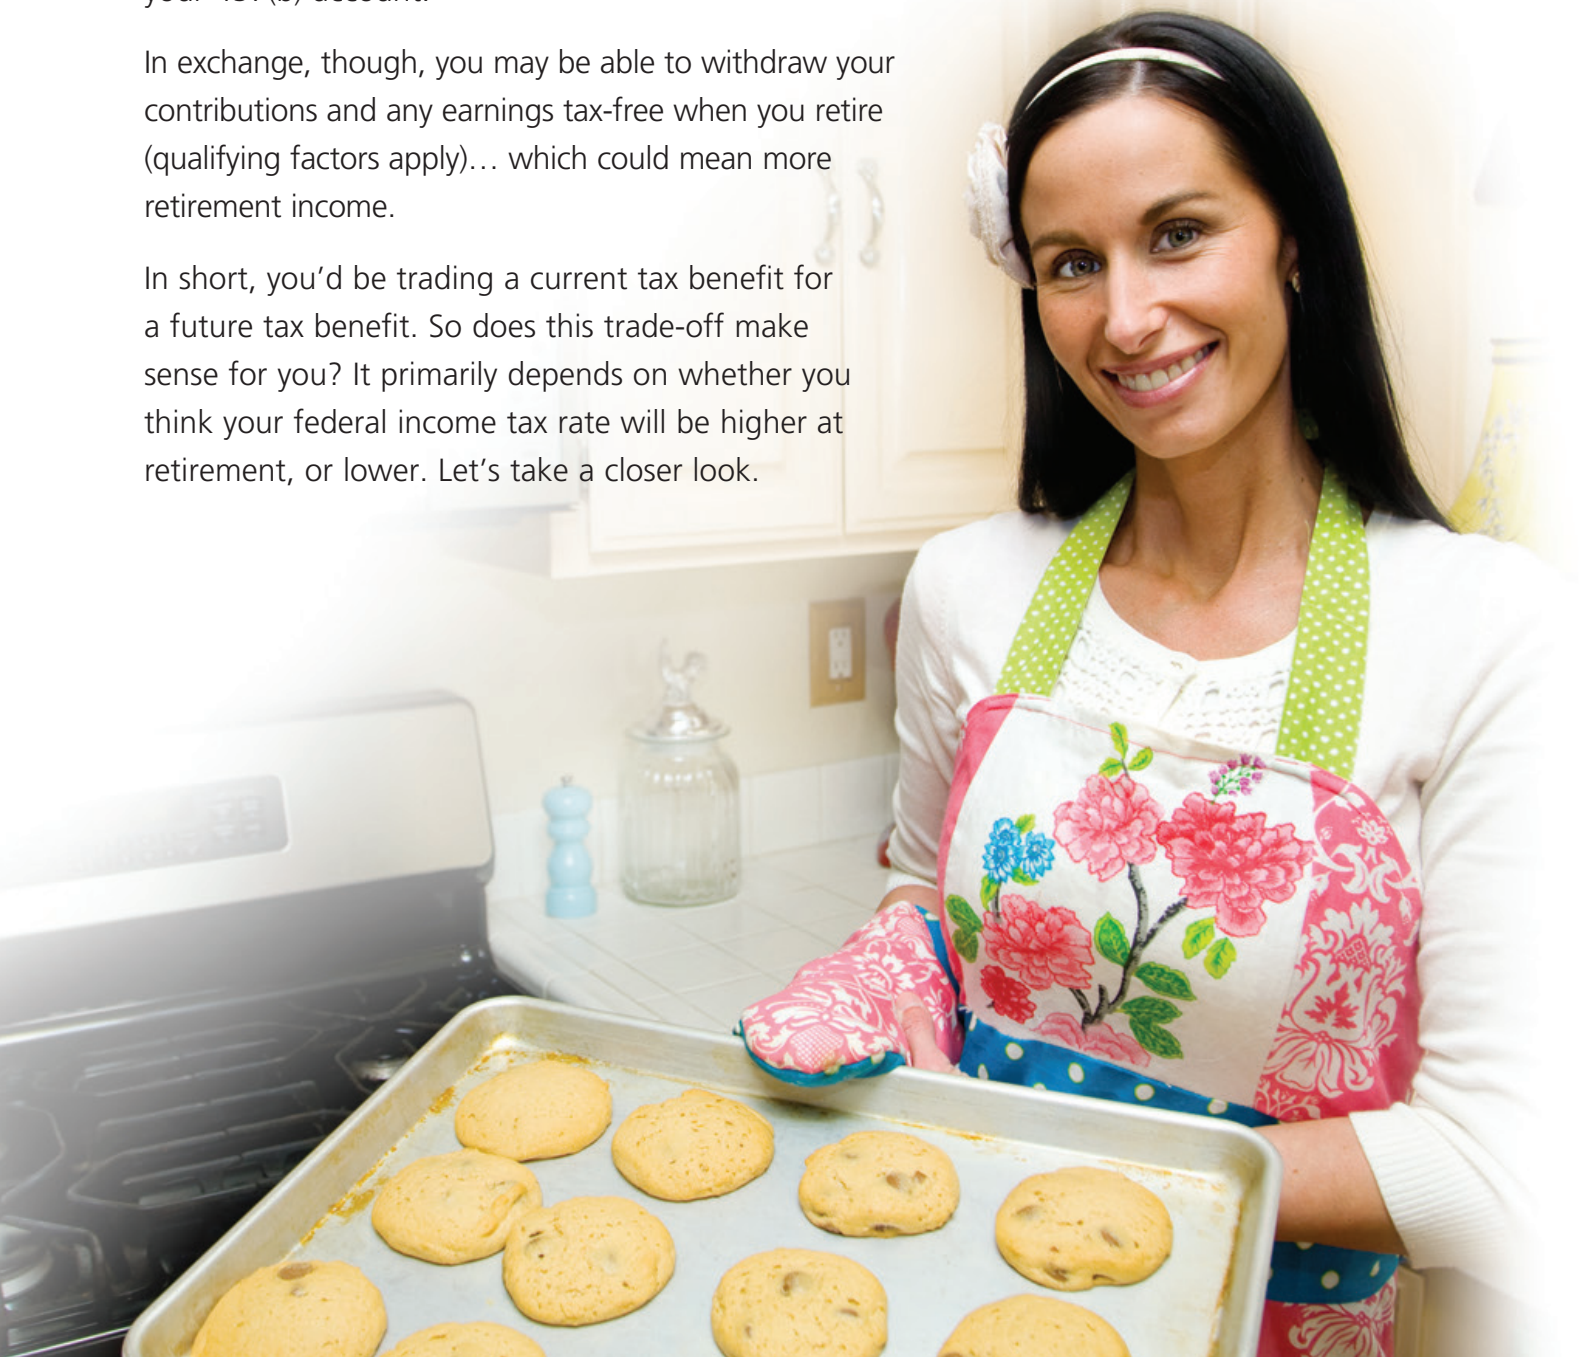 your account.
In exchange, though, you may be able to withdraw your
contributions and any earnings tax-free when you retire
(qualifying factors apply)… which could mean more
retirement income.
In short, you’d be trading a current tax benefit for
a future tax benefit. So does this trade-off make
sense for you? It primarily depends on whether you
think your federal income tax rate will be higher at
retirement, or lower. Let’s take a closer look.